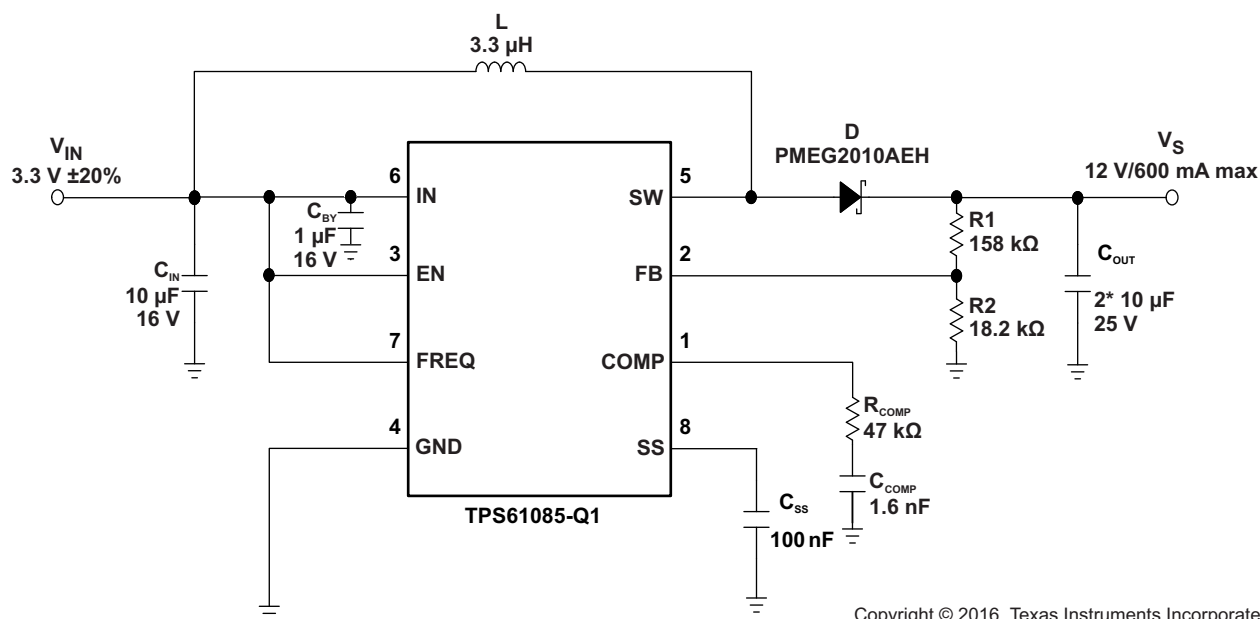 L
3.3 µH
V_IN
3.3 V ±20%
D
PMEG2010AEH
V_S
12 V/600 mA max
6
IN
5
SW
C_BY
1 µF
16 V
R1
158 kΩ
3
EN
2
FB
C_IN
10 µF
16 V
C_OUT
2* 10 µF
25 V
R2
18.2 kΩ
7
FREQ
1
COMP
R_COMP
47 kΩ
4
GND
8
SS
C_COMP
1.6 nF
C_SS
100 nF
TPS61085-Q1
Copyright © 2016, Texas Instruments Incorporate